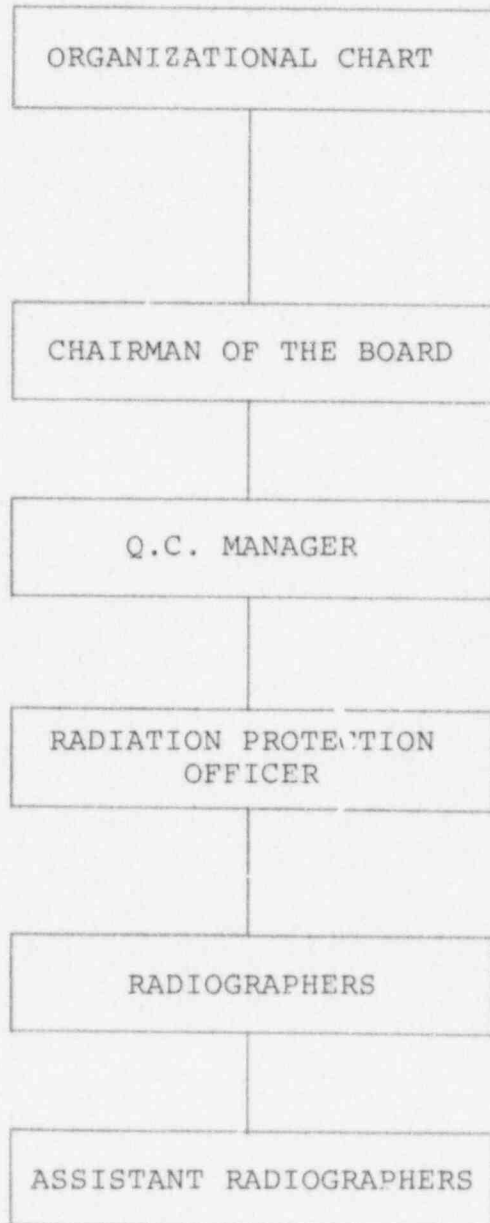 ORGANIZATIONAL CHART
CHAIRMAN OF THE BOARD
Q.C. MANAGER
RADIATION PROTECTION
OFFICER
RADIOGRAPHERS
ASSISTANT RADIOGRAPHERS